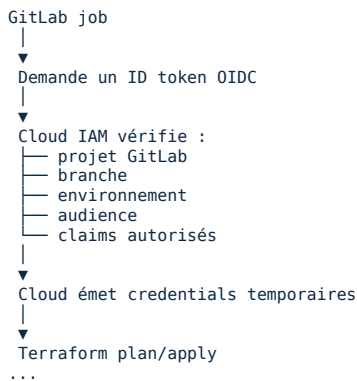 GitLab job
│
▼
Demande un ID token OIDC
│
▼
Cloud IAM vérifie :
├── projet GitLab
├── branche
├── environnement
├── audience
└── claims autorisés
│
▼
Cloud émet credentials temporaires
│
▼
Terraform plan/apply
...